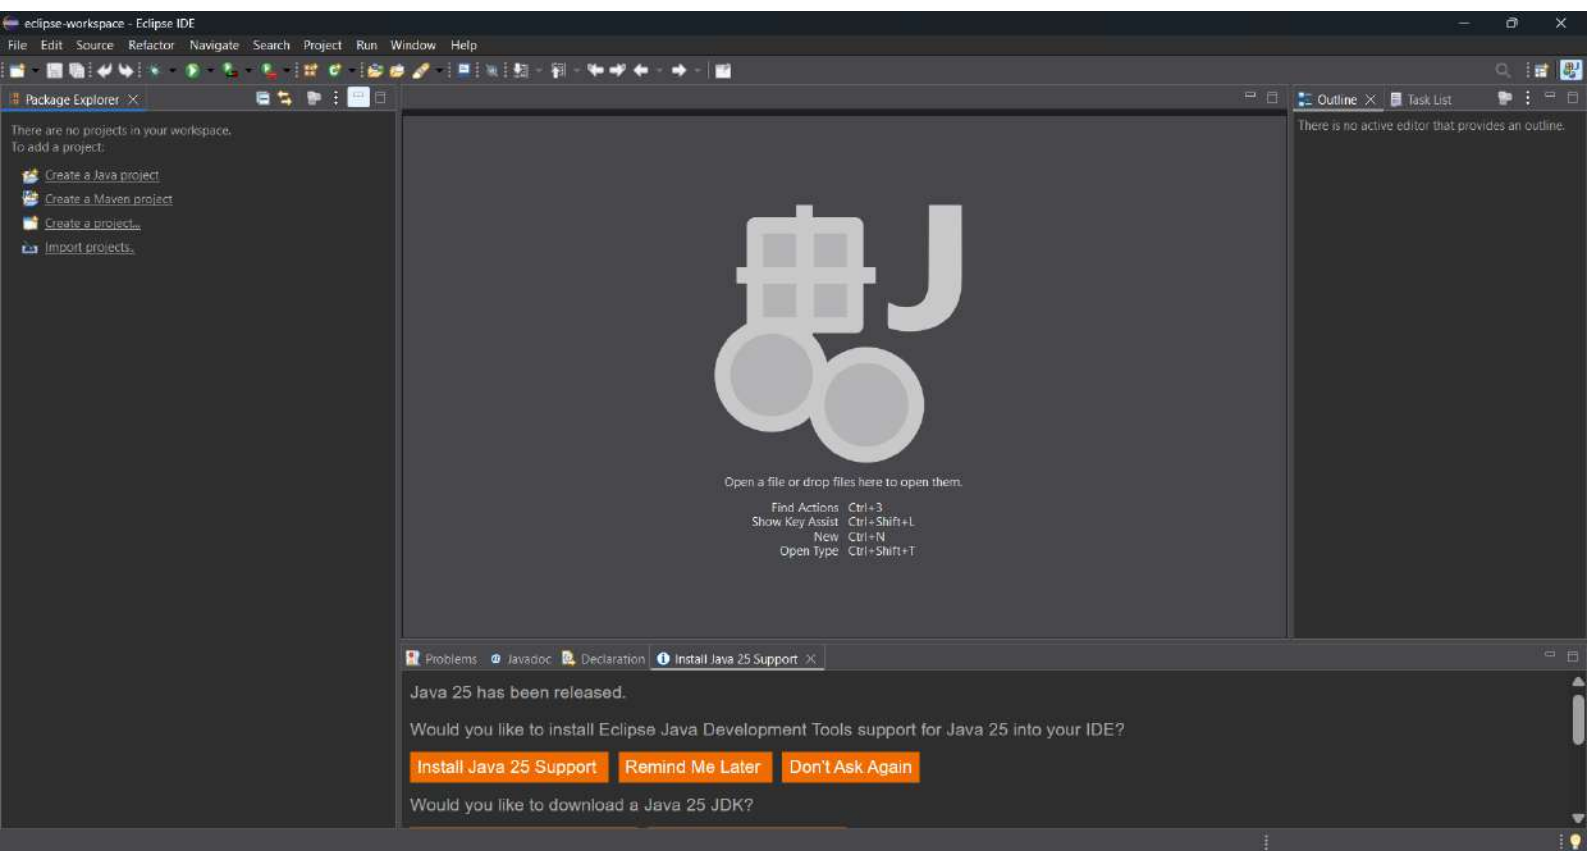 eclipse-workspace - Eclipse IDE
File Edit Source Refactor Navigate Search Project Run Window Help
Package Explorer
Outline
Task List
There are no projects in your workspace.
To add a project:
Create a Java project
Create a Maven project
Create a project...
Import projects..
There is no active editor that provides an outline.
J
Open a file or drop files here to open them.
Find Actions Ctrl+3
Show Key Assist Ctrl+Shift+L
New Ctrl+N
Open Type Ctrl+Shift+T
Problems Javadoc Declaration Install Java 25 Support
Java 25 has been released.
Would you like to install Eclipse Java Development Tools support for Java 25 into your IDE?
Install Java 25 Support Remind Me Later Don't Ask Again
Would you like to download a Java 25 JDK?